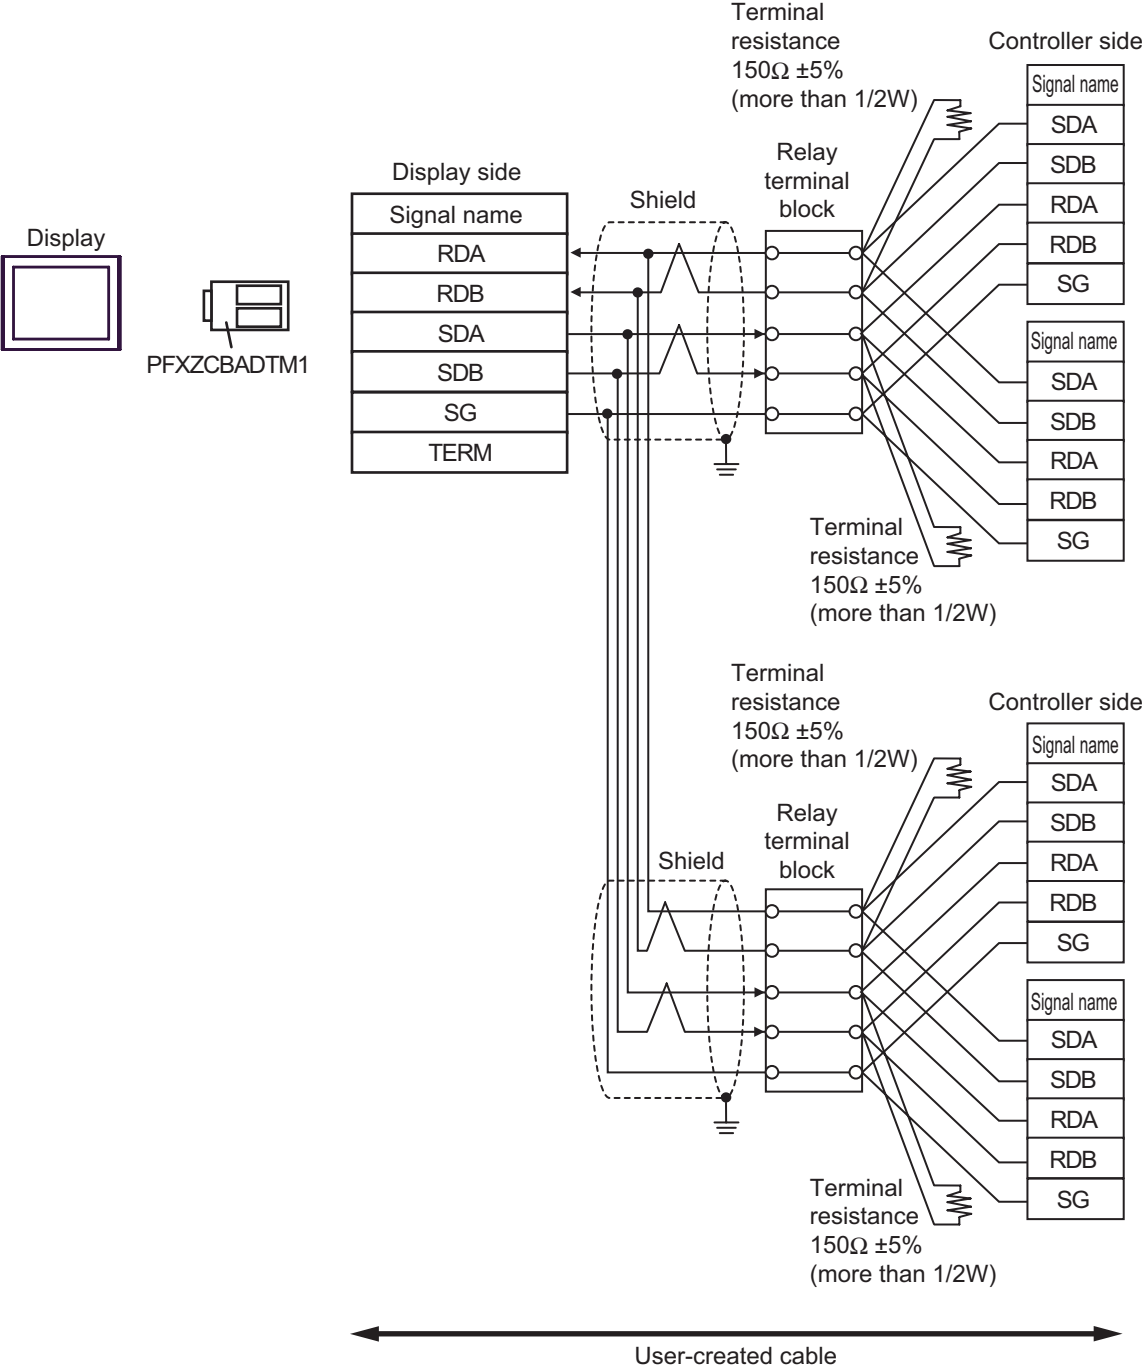 Terminal
resistance
150Ω ±5%
(more than 1/2W)
Controller side
Signal name
SDA
SDB
RDA
RDB
SG
Relay
terminal
block
Display side
Signal name
RDA
RDB
SDA
SDB
SG
TERM
Shield
Display
PFXZCBADTM1
Signal name
SDA
SDB
RDA
RDB
SG
Terminal
resistance
150Ω ±5%
(more than 1/2W)
Terminal
resistance
150Ω ±5%
(more than 1/2W)
Controller side
Signal name
SDA
SDB
RDA
RDB
SG
Relay
terminal
block
Shield
Signal name
SDA
SDB
RDA
RDB
SG
Terminal
resistance
150Ω ±5%
(more than 1/2W)
User-created cable